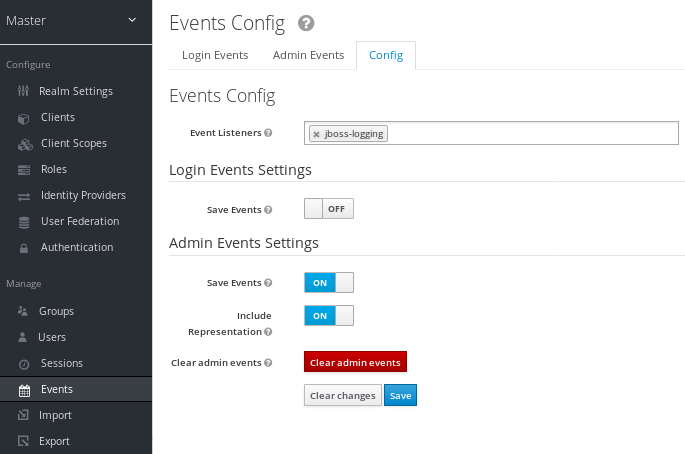 Master
Configure
Realm Settings
Clients
Client Scopes
Roles
Identity Providers
User Federation
Authentication
Manage
Groups
Users
Sessions
Events
Import
Export
Events Config
Login Events
Admin Events
Config
Events Config
Event Listeners
jboss-logging
Login Events Settings
Save Events
OFF
Admin Events Settings
Save Events
ON
Include
Representation
ON
Clear admin events
Clear admin events
Clear changes
Save